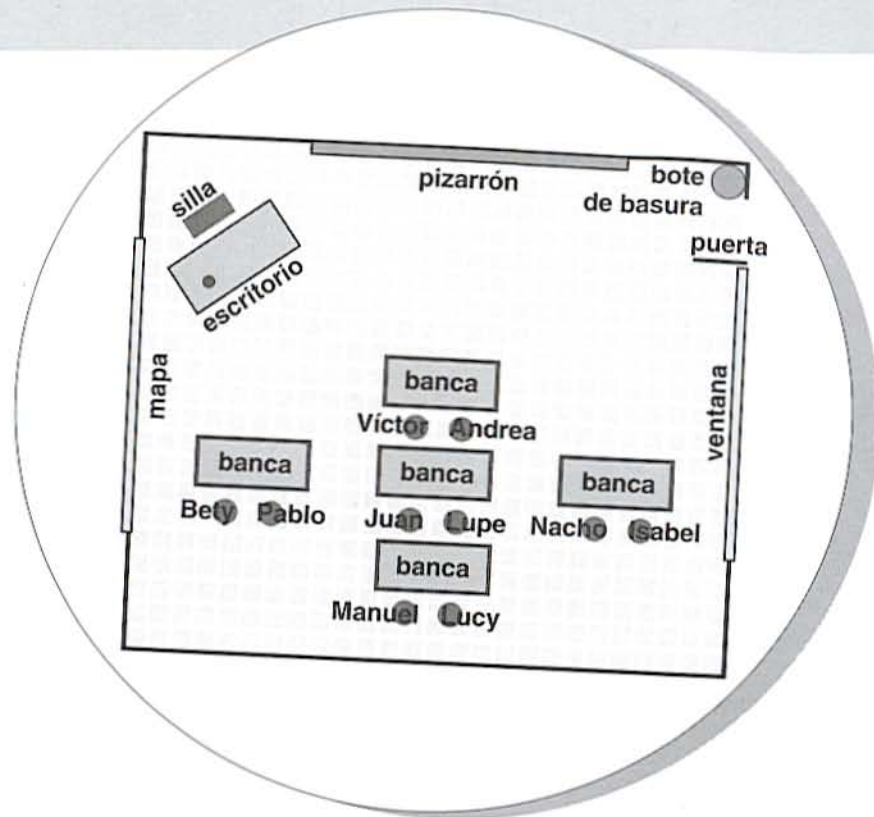 pizarrón
bote
de basura
silla
puerta
escritorio
mapa
ventana
banca
Víctor Andrea
banca
banca
banca
Bety Pablo
Juan Lupe
Nacho Isabel
banca
Manuel Lucy